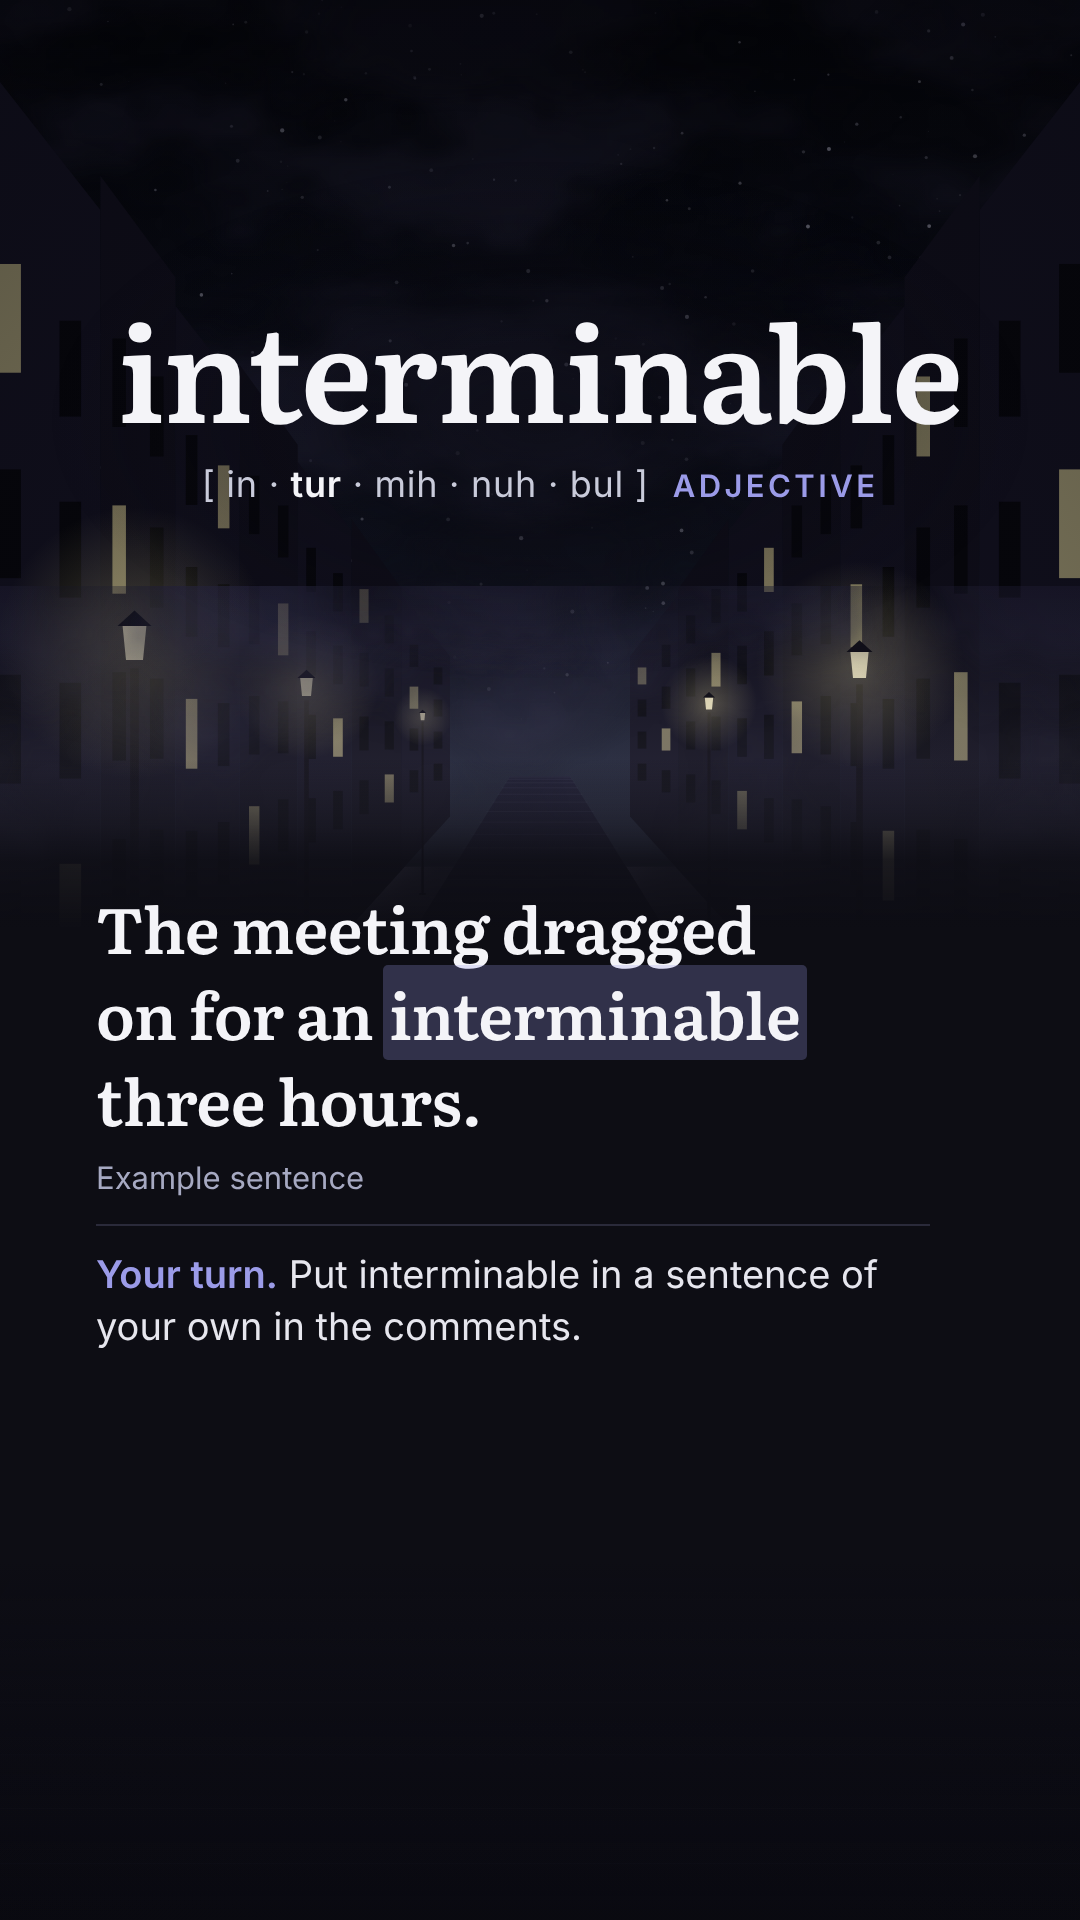 interminable
[ in · tur · mih · nuh · bul ] ADJECTIVE
The meeting dragged
on for an interminable
three hours.
Example sentence
Your turn. Put interminable in a sentence of
your own in the comments.